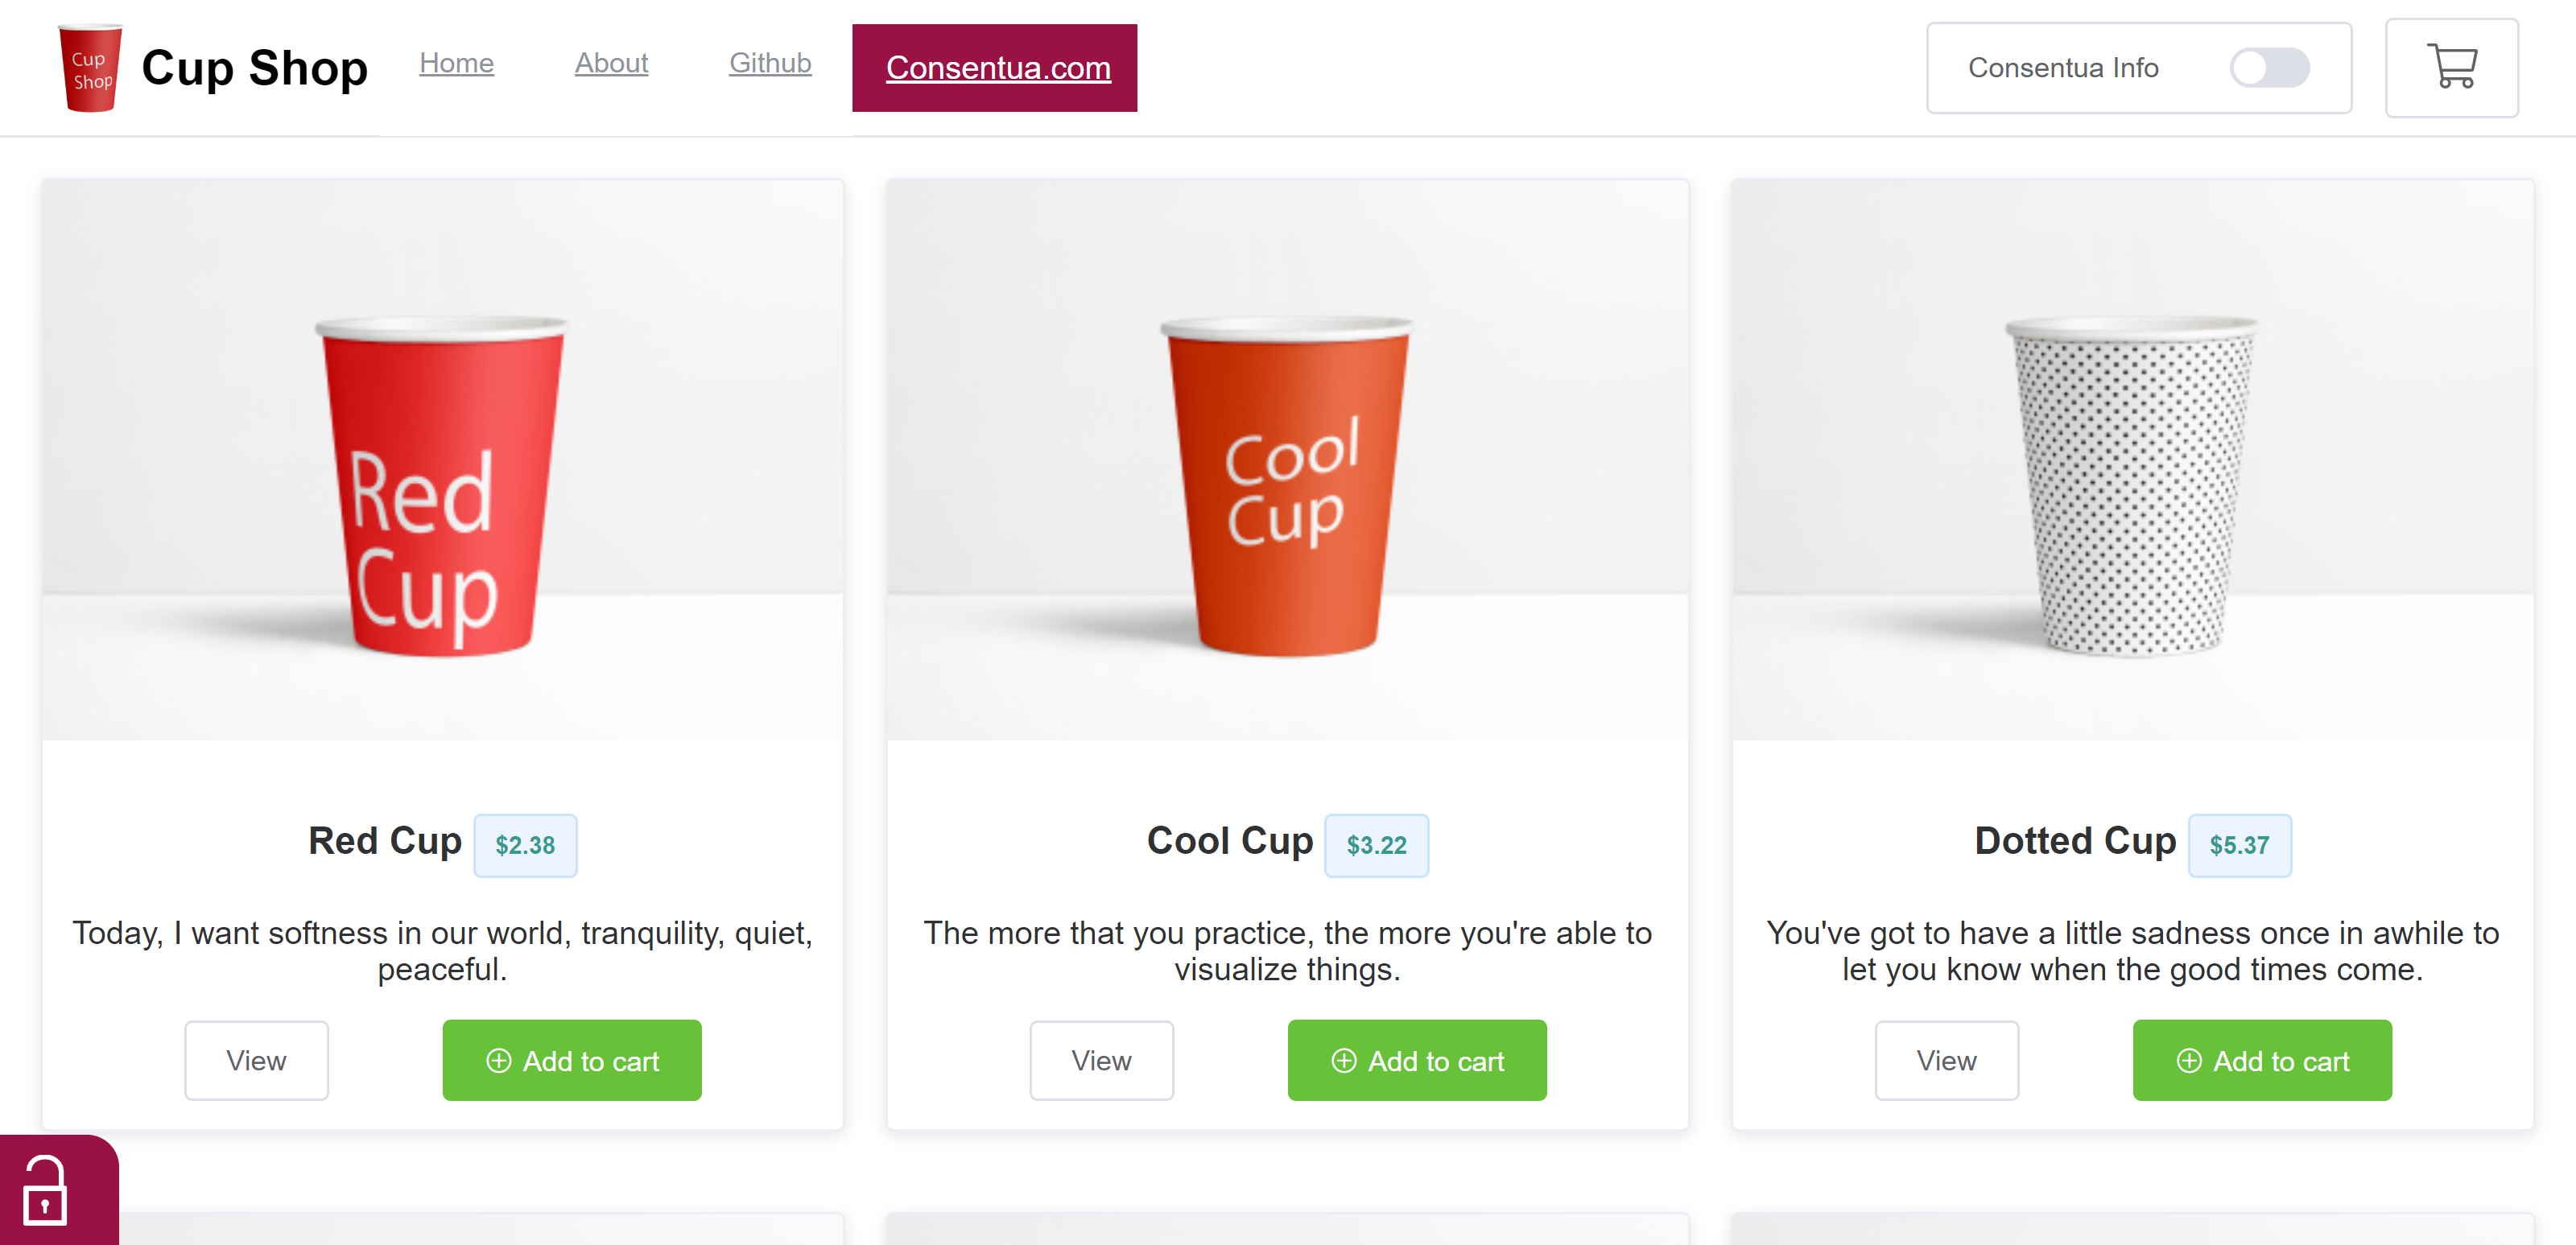 Cup
Shop
Cup Shop
Home
About
Github
Consentua.com
Consentua Info
Red
Cup
Cool
Cup
Red Cup
$2.38
Cool Cup
$3.22
Dotted Cup
$5.37
Today, I want softness in our world, tranquility, quiet,
peaceful.
The more that you practice, the more you're able to
visualize things.
You've got to have a little sadness once in awhile to
let you know when the good times come.
View
Add to cart
View
Add to cart
View
Add to cart